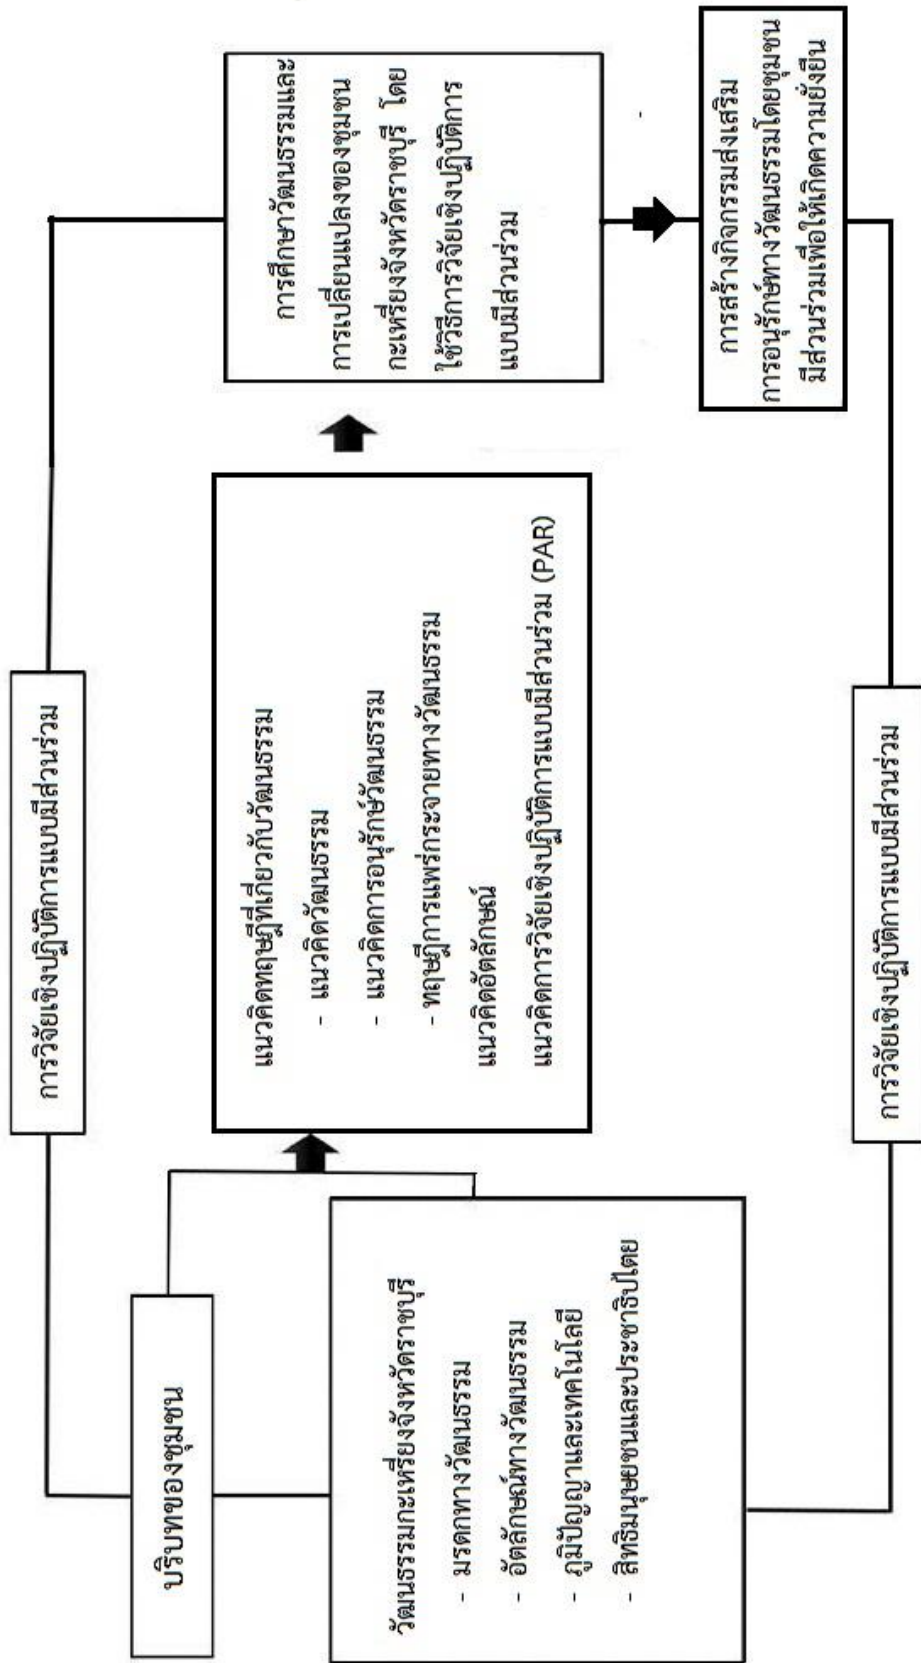 การวิจัยเชิงปฏิบัติการแบบมีส่วนร่วม
บริบทของชุมชน
วัฒนธรรมกะเหรี่ยงจังหวัดราชบุรี
- มรดกทางวัฒนธรรม
- อัตลักษณ์ทางวัฒนธรรม
- ภูมิปัญญาและเทคโนโลยี
- สิทธิมนุษยชนและประชาธิปไตย
แนวคิดทฤษฎีที่เกี่ยวกับวัฒนธรรม
- แนวคิดวัฒนธรรม
- แนวคิดการอนุรักษ์วัฒนธรรม
- ทฤษฎีการแพร่กระจายทางวัฒนธรรม
แนวคิดอัตลักษณ์
แนวคิดการวิจัยเชิงปฏิบัติการแบบมีส่วนร่วม (PAR)
การศึกษาวัฒนธรรมและ
การเปลี่ยนแปลงของชุมชน
กะเหรี่ยงจังหวัดราชบุรี โดย
ใช้วิธีการวิจัยเชิงปฏิบัติการ
แบบมีส่วนร่วม
การสร้างกิจกรรมส่งเสริม
การอนุรักษ์ทางวัฒนธรรมโดยชุมชน
มีส่วนร่วมเพื่อให้เกิดความยั่งยืน
การวิจัยเชิงปฏิบัติการแบบมีส่วนร่วม